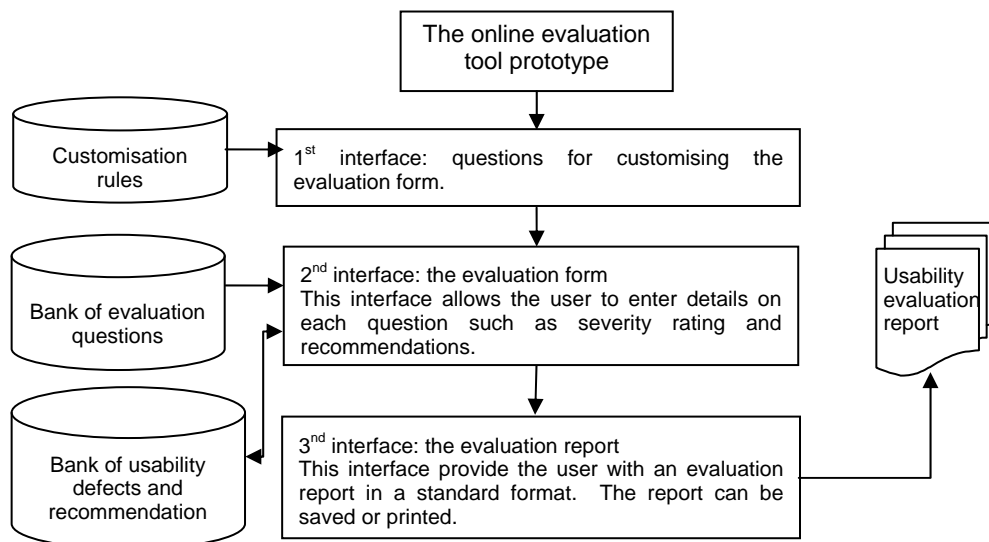 The online evaluation
tool prototype
Customisation
rules
1st interface: questions for customising the
evaluation form.
Bank of evaluation
questions
2nd interface: the evaluation form
This interface allows the user to enter details on
each question such as severity rating and
recommendations.
Usability
evaluation
report
Bank of usability
defects and
recommendation
3nd interface: the evaluation report
This interface provide the user with an evaluation
report in a standard format. The report can be
saved or printed.